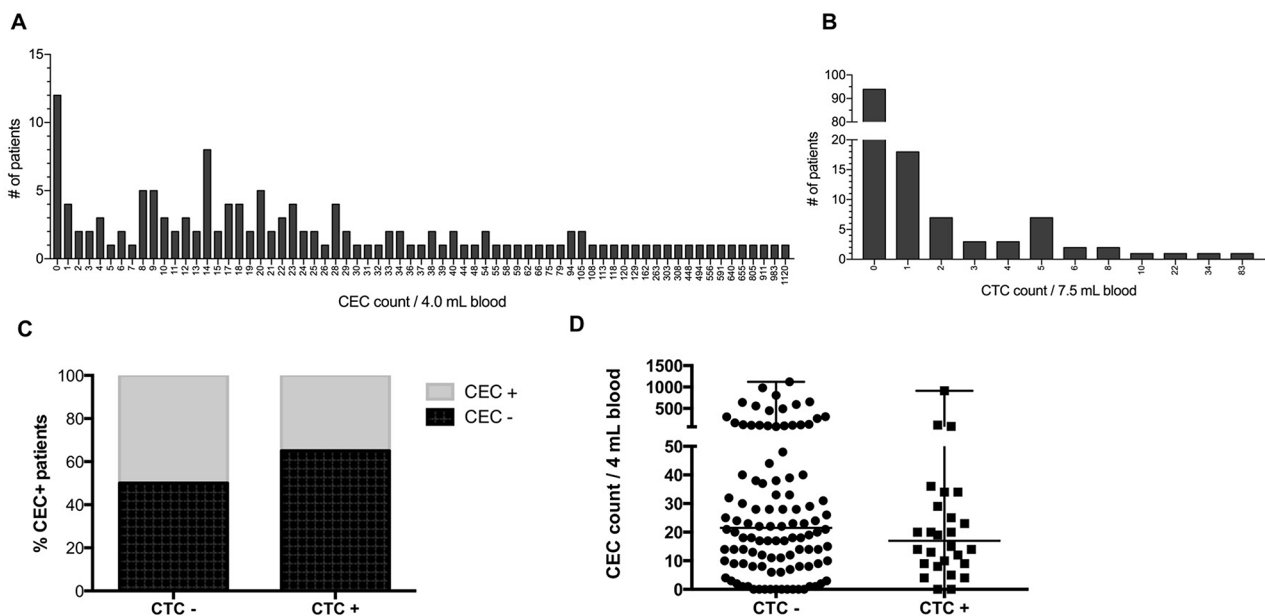 A
15
10
5
0
# of patients
0 1 2 3 4 5 6 7 8 9 10 11 12 13 14 15 17 18 19 20 21 22 23 24 25 26 28 29 30 31 32 33 34 36 37 38 39 40 44 48 54 55 58 59 62 66 75 79 94 105 108 113 118 120 129 162 263 303 308 448 494 556 591 640 655 805 911 983 1120
CEC count / 4.0 mL blood
B
100
90
80
20
15
10
5
0
# of patients
0 1 2 3 4 5 6 8 10 22 34 83
CTC count / 7.5 mL blood
C
100
80
60
40
20
0
% CEC+ patients
CTC - CTC +
CEC +
CEC -
D
1500
1000
500
50
40
30
20
10
0
CEC count / 4 mL blood
CTC - CTC +